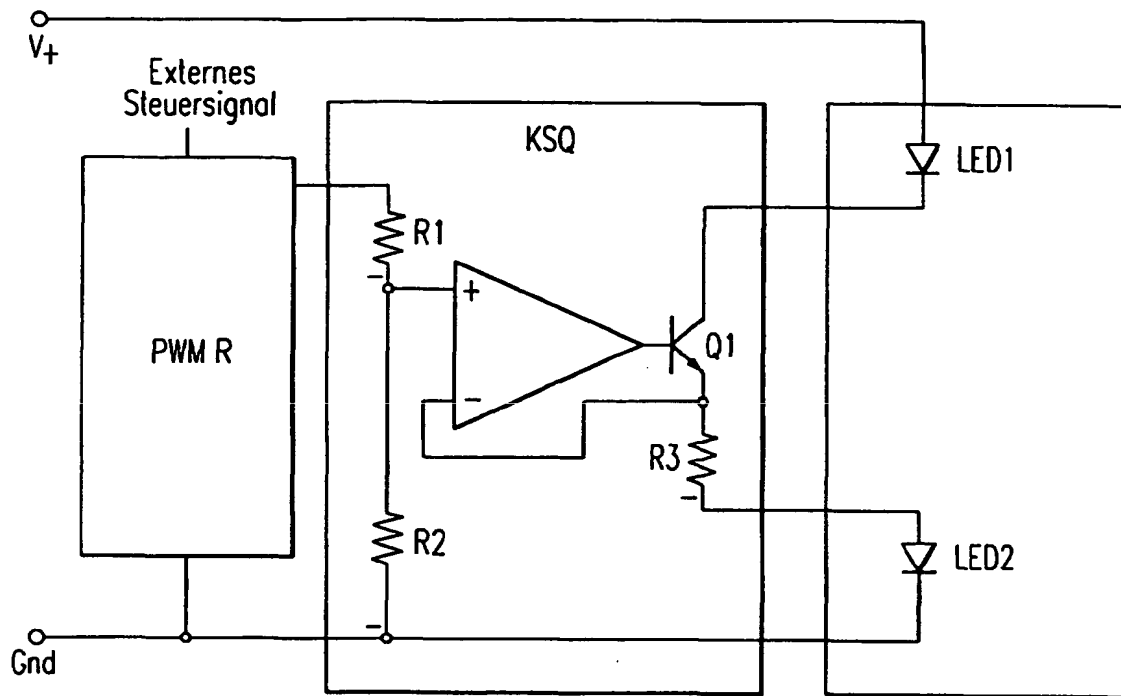 V+
Externes
Steuersignal
KSQ
LED1
R1
+
PWM R
Q1
-
R3
R2
LED2
Gnd